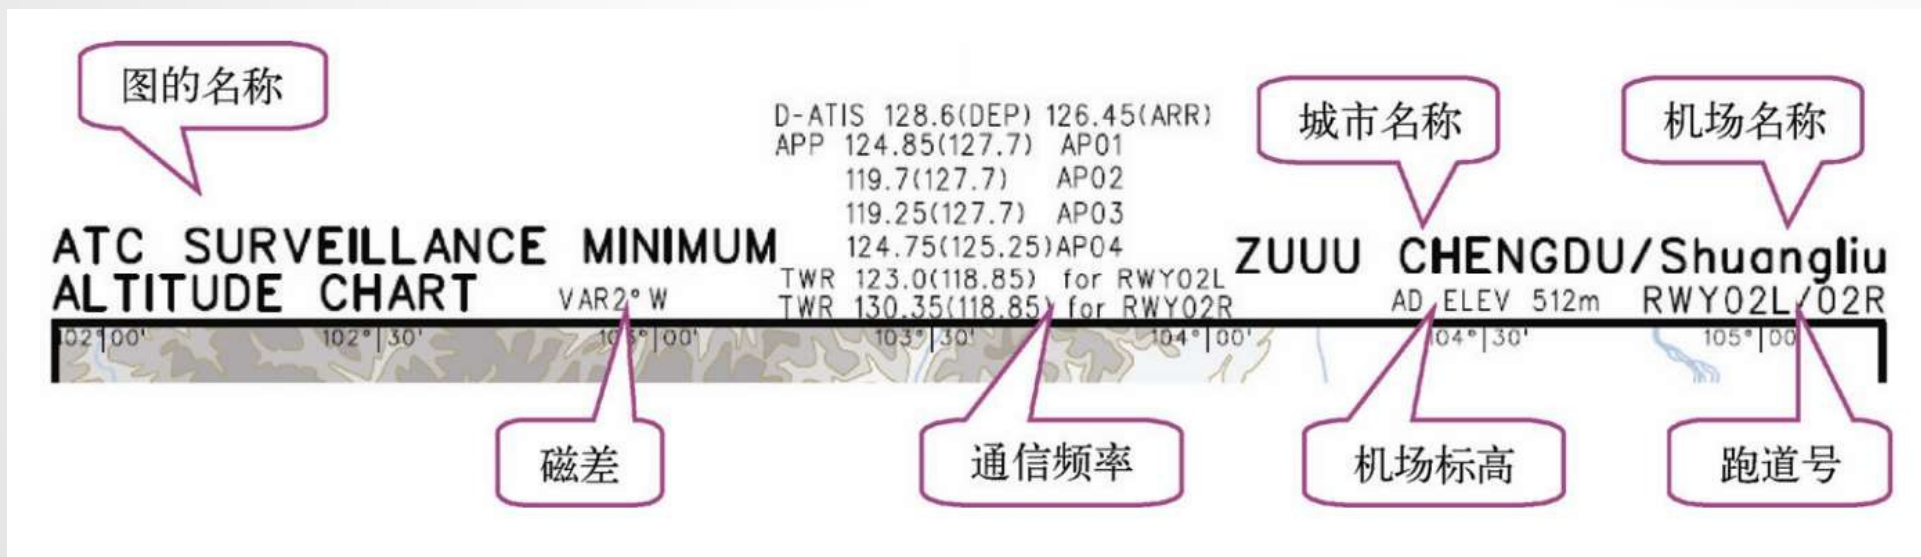 图的名称
城市名称
机场名称
D-ATIS 128.6(DEP) 126.45(ARR)
APP 124.85(127.7) AP01
119.7(127.7) AP02
119.25(127.7) AP03
124.75(125.25)AP04
TWR 123.0(118.85) for RWY02L
TWR 130.35(118.85) for RWY02R
ATC SURVEILLANCE MINIMUM
ALTITUDE CHART
VAR2°W
ZUUU CHENGDU/Shuangliu
AD ELEV 512m RWY02L/02R
102°00' 102°30' 103°00' 103°30' 104°00' 104°30' 105°00'
磁差
通信频率
机场标高
跑道号